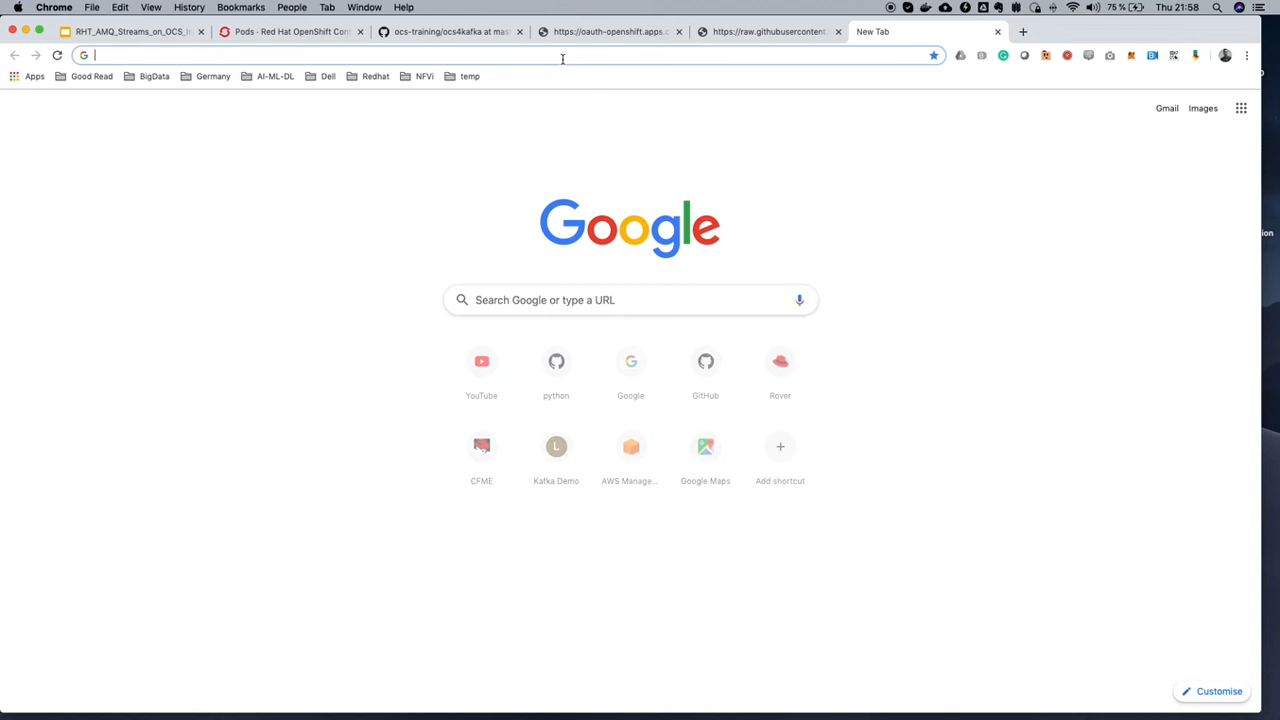 Chrome File Edit View History Bookmarks People Tab Window Help 75 % Thu 21:58
RHT_AMQ_Streams_on_OCS_In Pods - Red Hat OpenShift Con ocs-training/ocs4kafka at mas https://oauth-openshift.apps.c https://raw.githubusercontent. New Tab
Apps Good Read BigData Germany AI-ML-DL Dell Redhat NFVi temp
Gmail Images
ion
Google
Search Google or type a URL
YouTube python Google GitHub Rover
L
CFME Kafka Demo AWS Manage... Google Maps Add shortcut
Customise